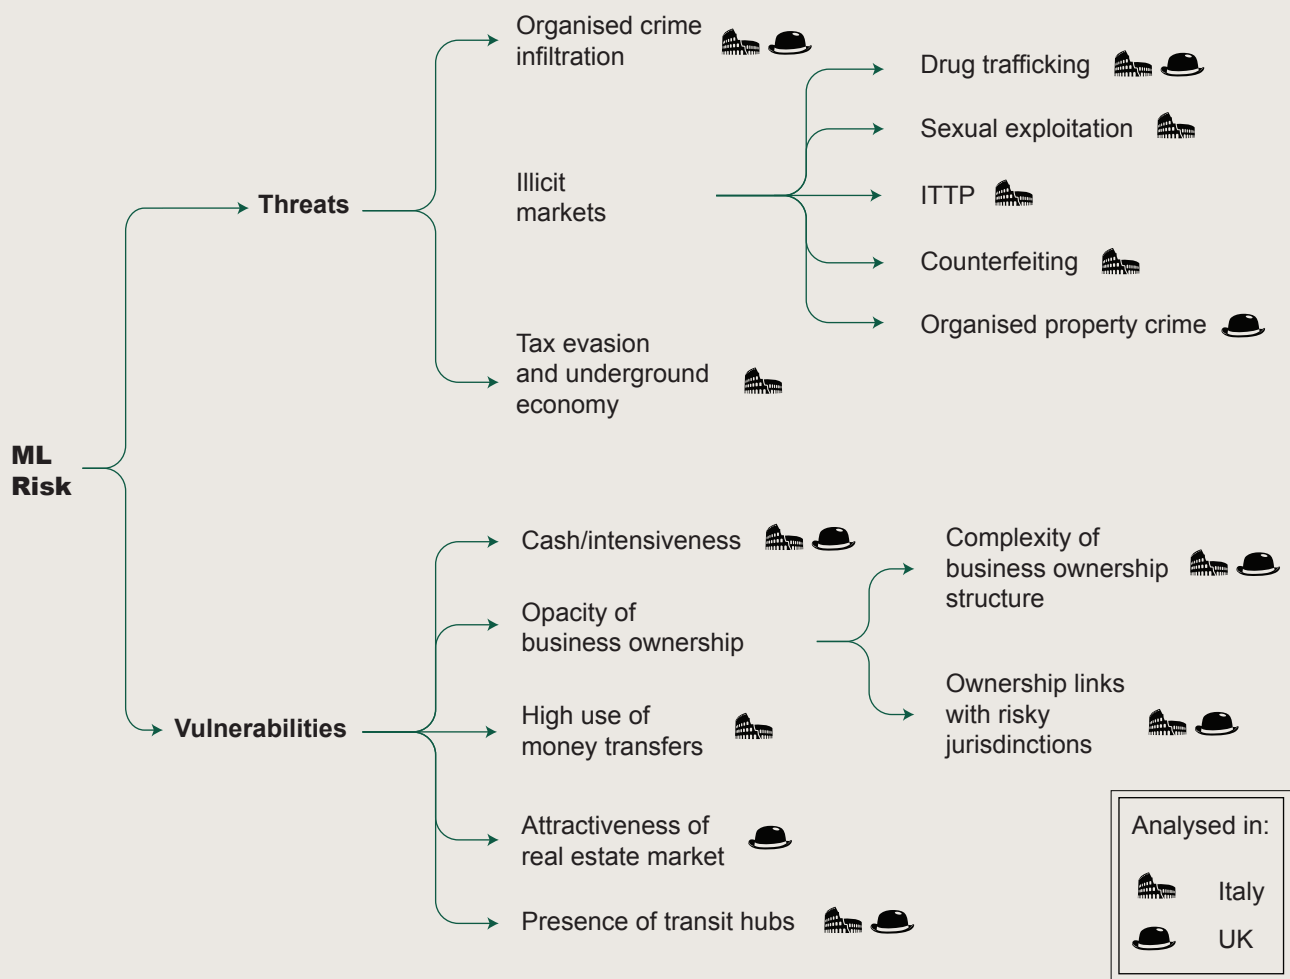 ML
Risk
Threats
Organised crime
infiltration
Illicit
markets
Drug trafficking
Sexual exploitation
ITTP
Counterfeiting
Organised property crime
Tax evasion
and underground
economy
Vulnerabilities
Cash/intensiveness
Opacity of
business ownership
Complexity of
business ownership
structure
Ownership links
with risky
jurisdinctions
High use of
money transfers
Attractiveness of
real estate market
Presence of transit hubs
Analysed in:
Italy
UK